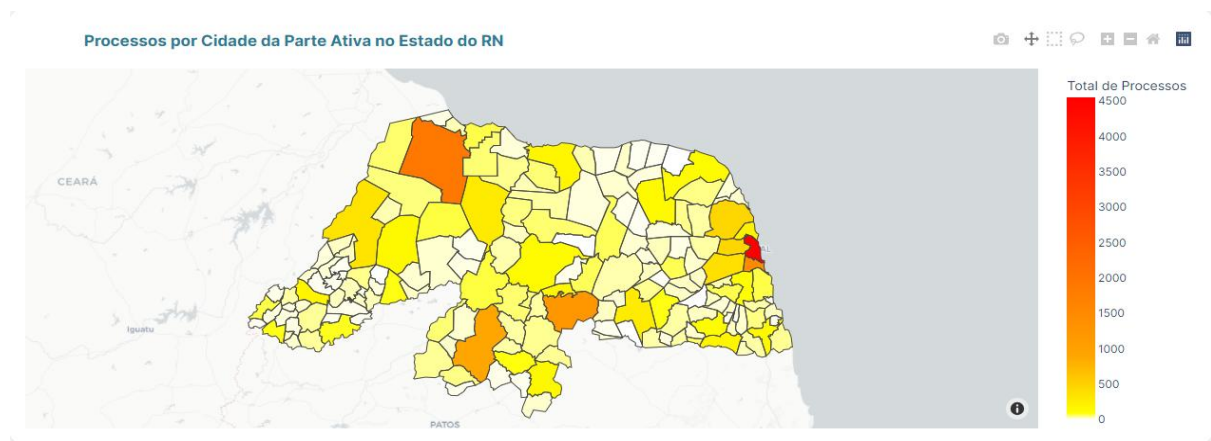 Processos por Cidade da Parte Ativa no Estado do RN
Total de Processos
4500
4000
3500
3000
2500
2000
1500
1000
500
0
CEARÁ
Iguatu
PATOS